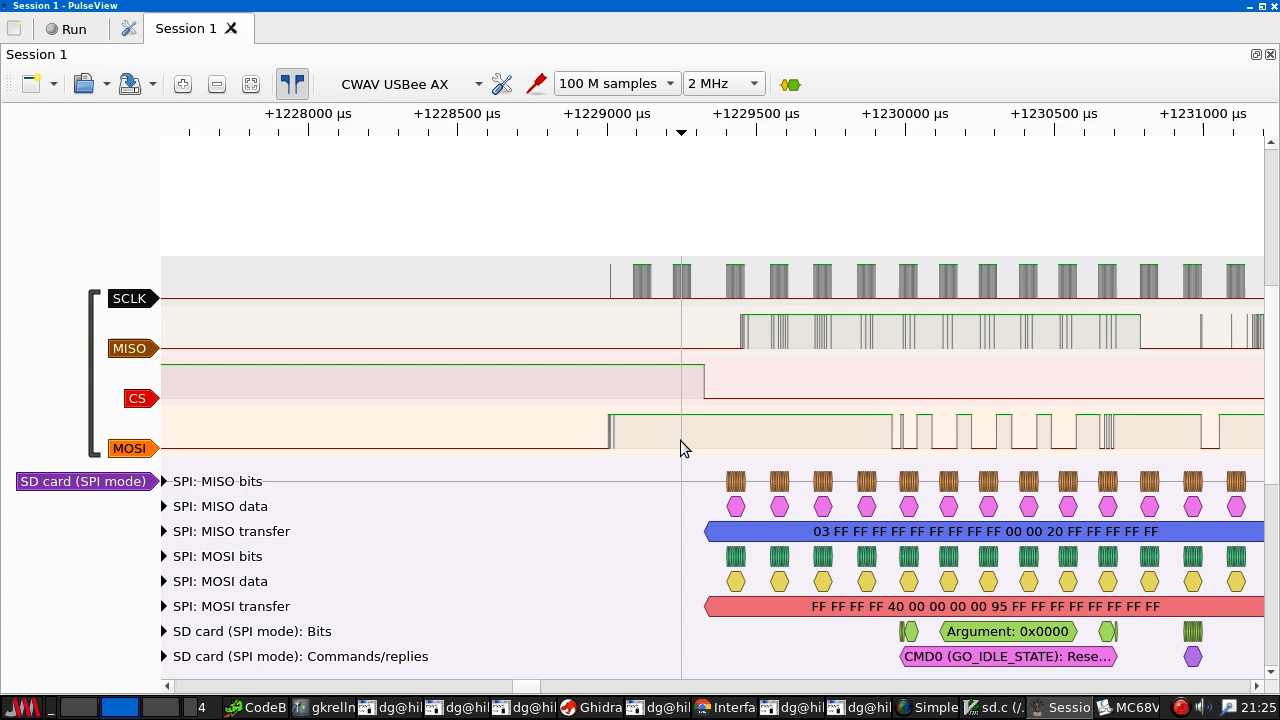 Session 1 - PulseView
Run
Session 1
Session 1
CWAV USBee AX
100 M samples
2 MHz
+1228000 µs
+1228500 µs
+1229000 µs
+1229500 µs
+1230000 µs
+1230500 µs
+1231000 µs
SCLK
MISO
CS
MOSI
SD card (SPI mode)
SPI: MISO bits
SPI: MISO data
SPI: MISO transfer
03 FF FF FF FF FF FF FF FF FF 00 00 20 FF FF FF FF FF
SPI: MOSI bits
SPI: MOSI data
SPI: MOSI transfer
FF FF FF FF 40 00 00 00 00 95 FF FF FF FF FF FF FF FF
SD card (SPI mode): Bits
Argument: 0x0000
SD card (SPI mode): Commands/replies
CMD0 (GO_IDLE_STATE): Rese...
4
CodeB
gkrelln
dg@hi
dg@hil
dg@hil
Chrome
Ghidra
dg@hil
Interfa
dg@hil
dg@hil
Simple
sd.c (/.
Sessio
MC68V
21:25